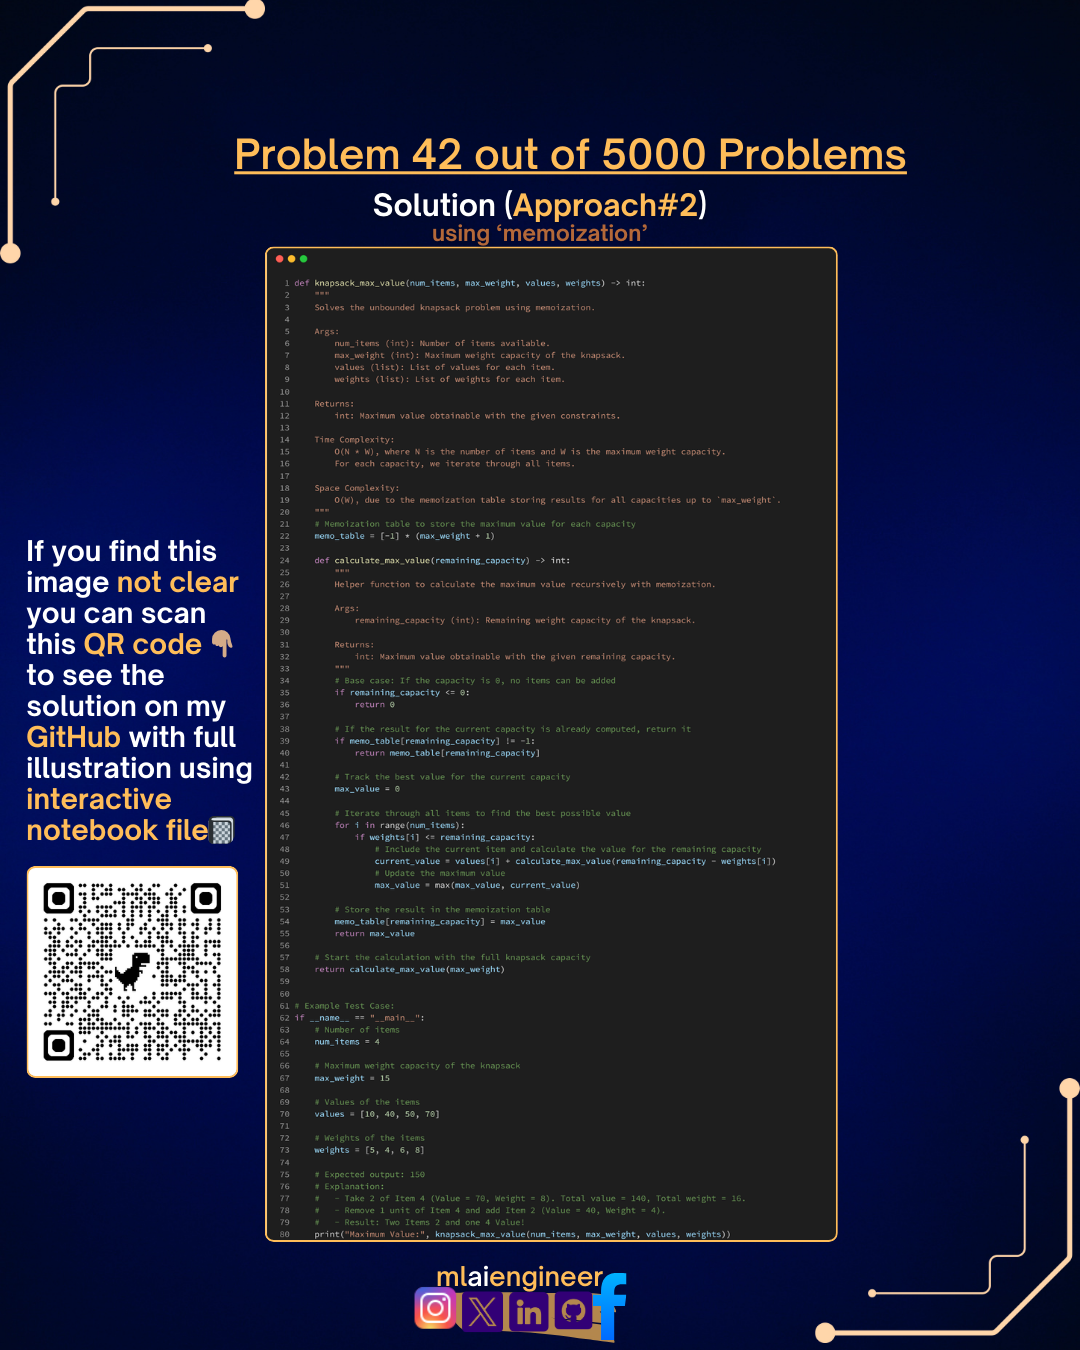 Problem 42 out of 5000 Problems
Solution (Approach#2)
using ‘memoization’
1 def knapsack_max_value(num_items, max_weight, values, weights) -> int:
2 """
3 Solves the unbounded knapsack problem using memoization.
4
5 Args:
6 num_items (int): Number of items available.
7 max_weight (int): Maximum weight capacity of the knapsack.
8 values (list): List of values for each item.
9 weights (list): List of weights for each item.
10
11 Returns:
12 int: Maximum value obtainable with the given constraints.
13
14 Time Complexity:
15 O(N * W), where N is the number of items and W is the maximum weight capacity.
16 For each capacity, we iterate through all items.
17
18 Space Complexity:
19 O(W), due to the memoization table storing results for all capacities up to `max_weight`.
20 """
21 # Memoization table to store the maximum value for each capacity
22 memo_table = [-1] * (max_weight + 1)
23
24 def calculate_max_value(remaining_capacity) -> int:
25 """
26 Helper function to calculate the maximum value recursively with memoization.
27
28 Args:
29 remaining_capacity (int): Remaining weight capacity of the knapsack.
30
31 Returns:
32 int: Maximum value obtainable with the given remaining capacity.
33 """
34 # Base case: If the capacity is 0, no items can be added
35 if remaining_capacity <= 0:
36 return 0
37
38 # If the result for the current capacity is already computed, return it
39 if memo_table[remaining_capacity] != -1:
40 return memo_table[remaining_capacity]
41
42 # Track the best value for the current capacity
43 max_value = 0
44
45 # Iterate through all items to find the best possible value
46 for i in range(num_items):
47 if weights[i] <= remaining_capacity:
48 # Include the current item and calculate the value for the remaining capacity
49 current_value = values[i] + calculate_max_value(remaining_capacity - weights[i])
50 # Update the maximum value
51 max_value = max(max_value, current_value)
52
53 # Store the result in the memoization table
54 memo_table[remaining_capacity] = max_value
55 return max_value
56
57 # Start the calculation with the full knapsack capacity
58 return calculate_max_value(max_weight)
59
60
61 # Example Test Case:
62 if __name__ == "__main__":
63 # Number of items
64 num_items = 4
65
66 # Maximum weight capacity of the knapsack
67 max_weight = 15
68
69 # Values of the items
70 values = [10, 40, 50, 70]
71
72 # Weights of the items
73 weights = [5, 4, 6, 8]
74
75 # Expected output: 150
76 # Explanation:
77 # - Take 2 of Item 4 (Value = 70, Weight = 8). Total value = 140, Total weight = 16.
78 # - Remove 1 unit of Item 4 and add Item 2 (Value = 40, Weight = 4).
79 # - Result: Two Items 2 and one 4 Value!
80 print("Maximum Value:", knapsack_max_value(num_items, max_weight, values, weights))
If you find this
image not clear
you can scan
this QR code 👇🏽
to see the
solution on my
GitHub with full
illustration using
interactive
notebook file
mlaiengineer